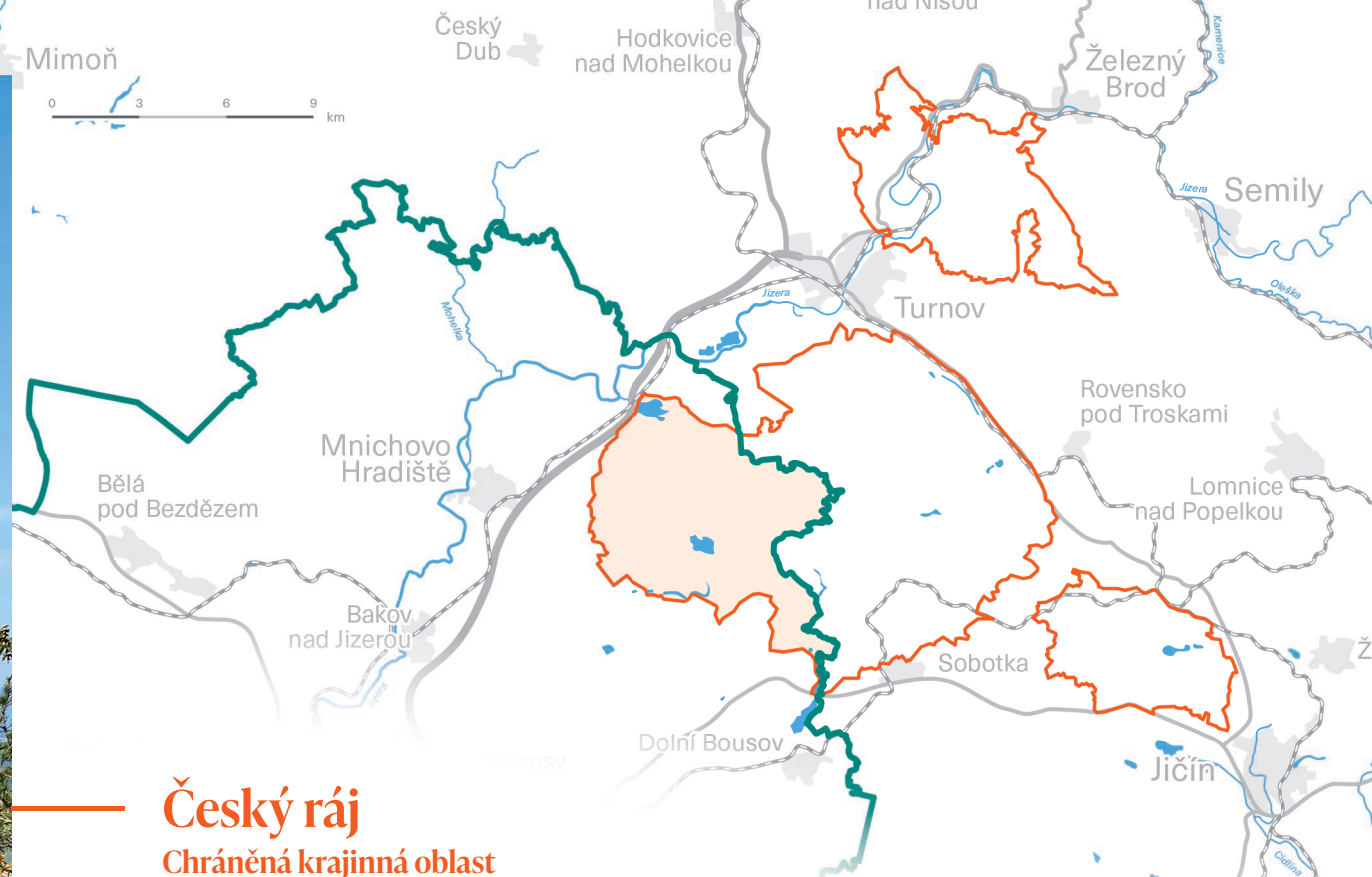 nad Nisou
Český
Dub
Hodkovice
nad Mohelkou
Kamenice
Mimoň
Železný
Brod
0 3 6 9
km
Jizera
Semily
Oleška
Mohelka
Jizera
Turnov
Rovensko
pod Troskami
Mnichovo
Hradiště
Bělá
pod Bezdězem
Lomnice
nad Popelkou
Bakov
nad Jizerou
Jizera
Sobotka
Ž
Dolní Bousov
Jičín
Český ráj
Chráněná krajinná oblast
Cidlina